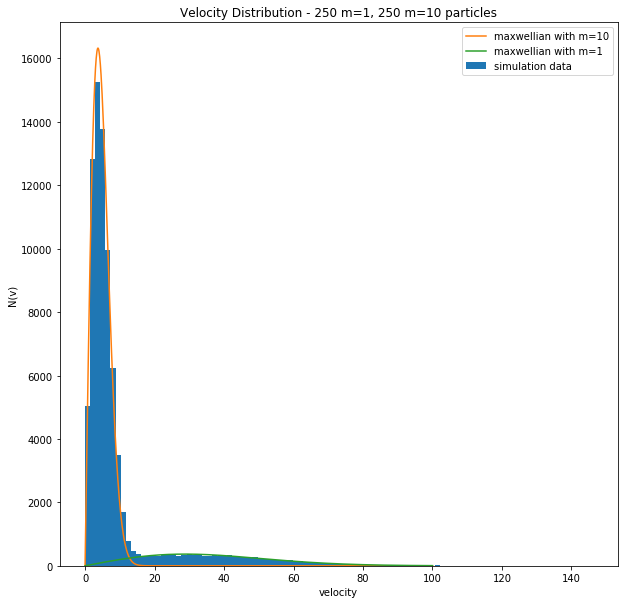 Velocity Distribution - 250 m=1, 250 m=10 particles
maxwellian with m=10
maxwellian with m=1
simulation data
16000
14000
12000
10000
8000
6000
4000
2000
0
N(v)
0 20 40 60 80 100 120 140
velocity